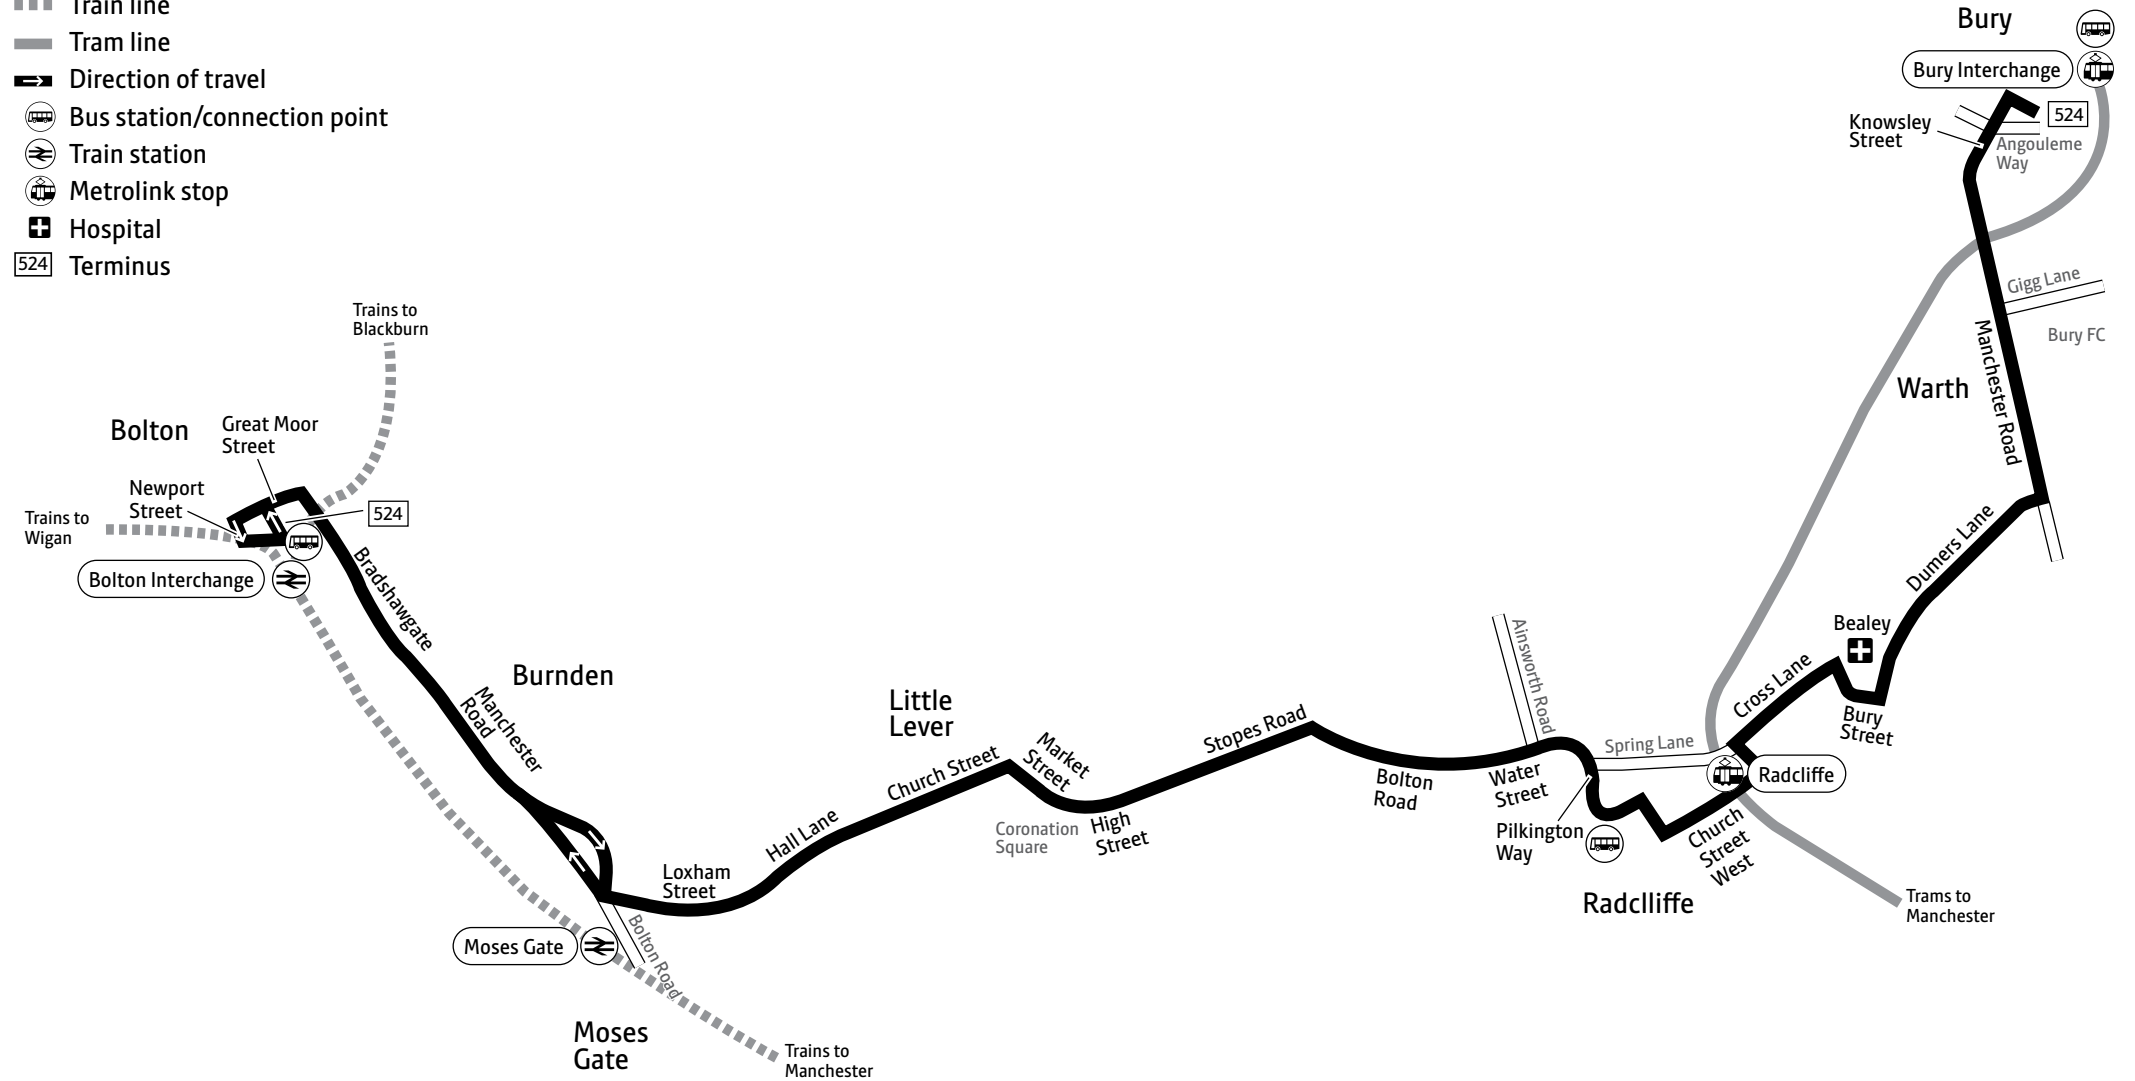 Train line
Tram line
Direction of travel
Bus station/connection point
Train station
Metrolink stop
Hospital
524
Terminus
Bury
Bury Interchange
524
Knowsley
Street
Angouleme
Way
Gigg Lane
Bury FC
Manchester Road
Warth
Dumers Lane
Bealey
Bury
Street
Cross Lane
Radcliffe
Spring Lane
Church
Street
West
Radclliffe
Trams to
Manchester
Pilkington
Way
Ainsworth Road
Water
Street
Bolton
Road
Stopes Road
High
Street
Market
Street
Coronation
Square
Little
Lever
Church Street
Hall Lane
Loxham
Street
Bolton Road
Moses Gate
Moses
Gate
Trains to
Manchester
Burnden
Manchester
Road
Bradshawgate
Trains to
Blackburn
Bolton
Great Moor
Street
Newport
Street
524
Trains to
Wigan
Bolton Interchange